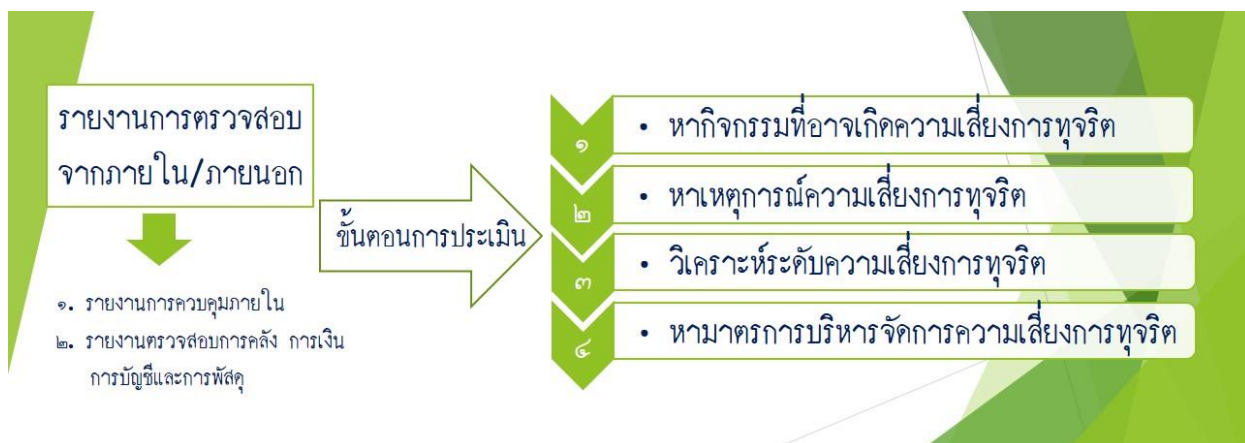 รายงานการตรวจสอบ
จากภายใน/ภายนอก
๑. รายงานการควบคุมภายใน
๒. รายงานตรวจสอบการคลัง การเงิน
การบัญชีและการพัสดุ
ขั้นตอนการประเมิน
๑
• หากิจกรรมที่อาจเกิดความเสี่ยงการทุจริต
๒
• หาเหตุการณ์ความเสี่ยงการทุจริต
๓
• วิเคราะห์ระดับความเสี่ยงการทุจริต
๔
• หามาตรการบริหารจัดการความเสี่ยงการทุจริต